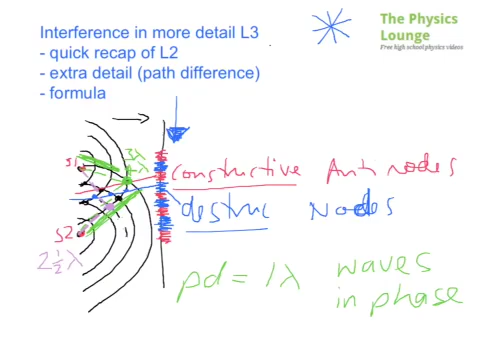 Interference in more detail L3
- quick recap of L2
- extra detail (path difference)
- formula
The Physics
Lounge
Free high school physics videos
S1
3λ
constructive Antinodes
destruc Nodes
S2
2½λ
pd = 1λ
waves
in phase